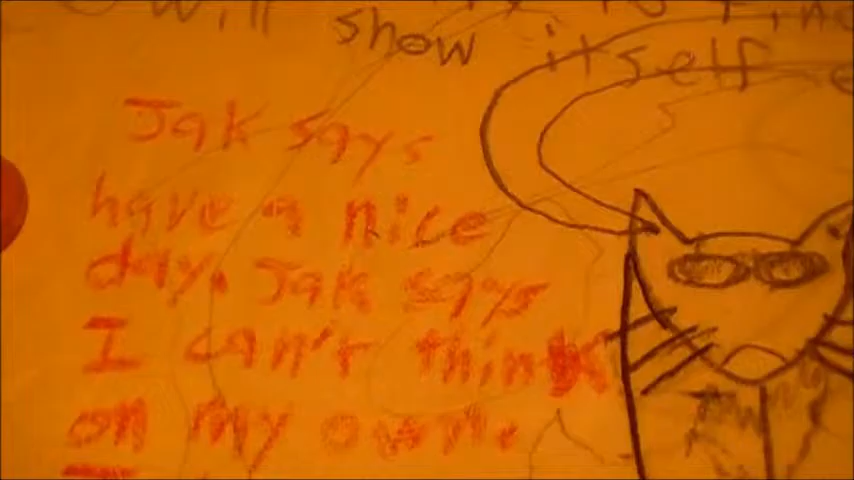 will
show itself
Jak says
have a nice
day. Jak says
I can't think
on my own.